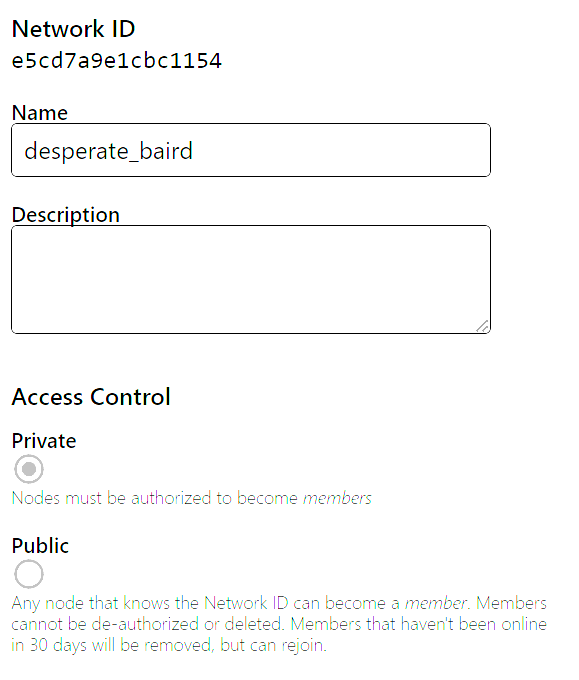 Network ID
e5cd7a9e1cbc1154
Name
desperate_baird
Description
Access Control
Private
Nodes must be authorized to become members
Public
Any node that knows the Network ID can become a member. Members
cannot be de-authorized or deleted. Members that haven't been online
in 30 days will be removed, but can rejoin.